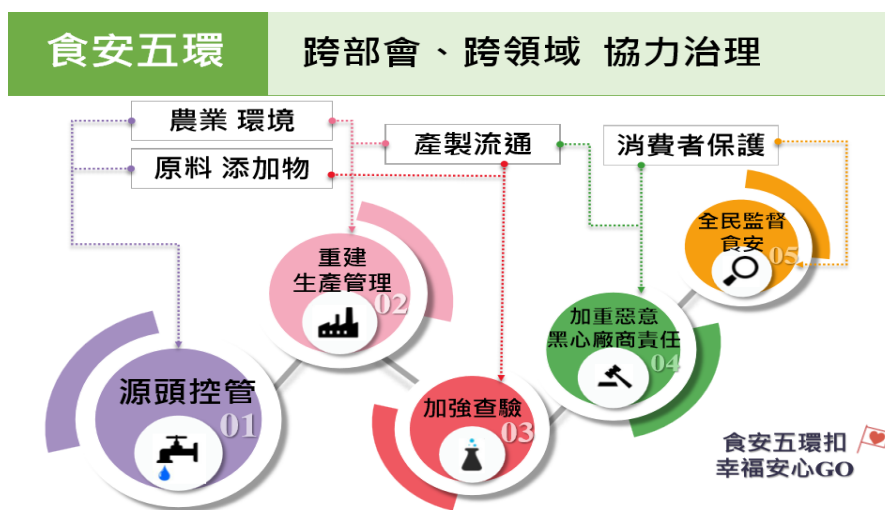 食安五環
跨部會、跨領域 協力治理
農業 環境
原料 添加物
產製流通
消費者保護
源頭控管
01
重建
生產管理
02
加強查驗
03
加重惡意
黑心廠商責任
04
全民監督
食安
05
食安五環扣
幸福安心GO